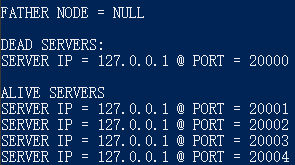 FATHER NODE = NULL
DEAD SERVERS:
SERVER IP = 127.0.0.1 @ PORT = 20000
ALIVE SERVERS
SERVER IP = 127.0.0.1 @ PORT = 20001
SERVER IP = 127.0.0.1 @ PORT = 20002
SERVER IP = 127.0.0.1 @ PORT = 20003
SERVER IP = 127.0.0.1 @ PORT = 20004